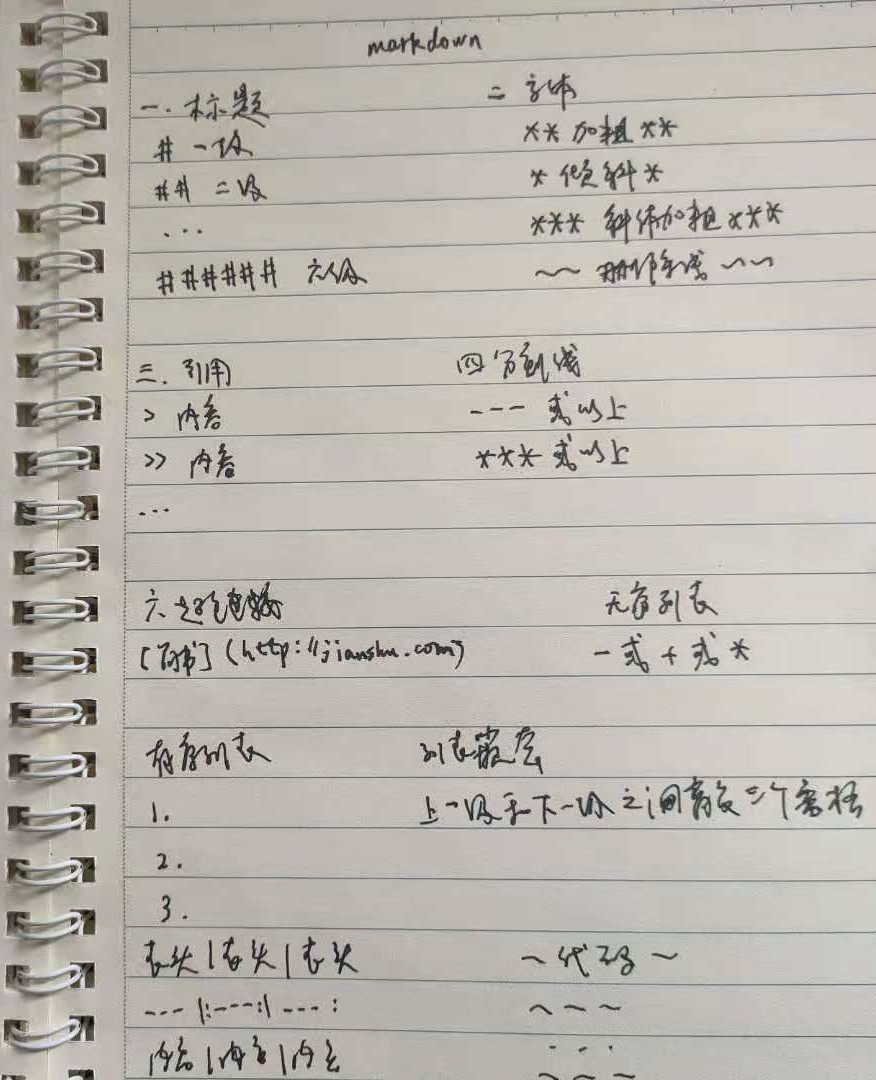 markdown
一. 标题
# 一级
## 二级
...
###### 六级
二 字体
** 加粗 **
* 倾斜 *
*** 斜体加粗 ***
~~ 删除线 ~~
三. 引用
> 内容
>> 内容
...
四 分割线
--- 或以上
*** 或以上
六 超链接
[简书] (http://jianshu.com)
无序列表
- 或 + 或 *
有序列表
1.
2.
3.
列表嵌套
上一级和下一级之间敲三个空格
表头 | 表头 | 表头
--- |:---:| ---:
内容 | 内容 | 内容
~ 代码 ~
~ ~ ~
...
~ ~ ~